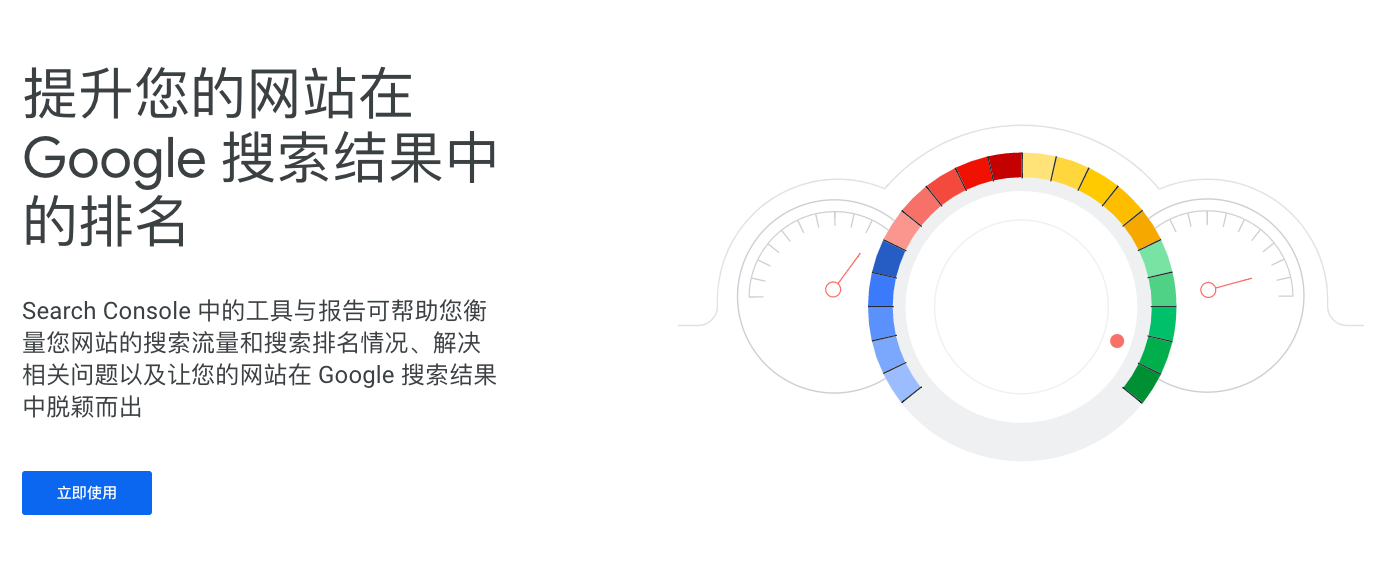 提升您的网站在
Google 搜索结果中
的排名
Search Console 中的工具与报告可帮助您衡
量您网站的搜索流量和搜索排名情况、解决
相关问题以及让您的网站在 Google 搜索结果
中脱颖而出
立即使用